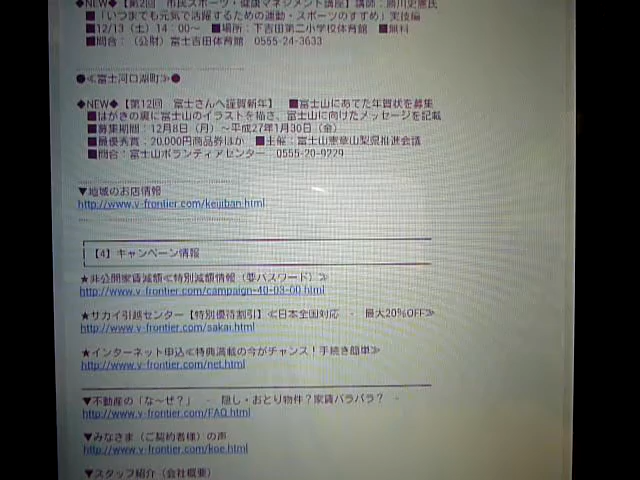 ◆NEW◆【第2回 市民スポーツ・健康マネジメント講座】講師：勝川史憲氏
■「いつまでも元気で活躍するための運動・スポーツのすすめ」実技編
■12/13（土）14：00～ ■場所：下吉田第二小学校体育館 ■無料
■問合：（公財）富士吉田体育館 0555-24-3633
●≪富士河口湖町≫●
◆NEW◆【第12回 富士さんへ謹賀新年】 ■富士山にあてた年賀状を募集
■はがきの裏に富士山のイラストを描き、富士山に向けたメッセージを記載
■募集期間：12月8日（月）～平成27年1月30日（金）
■最優秀賞：20,000円商品券ほか ■主催：富士山憲章山梨県推進会議
■問合：富士山ボランティアセンター 0555-20-9229
▼地域のお店情報
http://www.v-frontier.com/keijiban.html
【4】キャンペーン情報
★非公開家賃減額≪特別減額情報（要パスワード）≫
http://www.v-frontier.com/campaign-40-03-00.html
★サカイ引越センター【特別優待割引】≪日本全国対応 - 最大20％OFF≫
http://www.v-frontier.com/sakai.html
★インターネット申込≪特典満載の今がチャンス！手続き簡単≫
http://www.v-frontier.com/net.html
▼不動産の「な～ぜ？」 - 隠し・おとり物件？家賃バラバラ？ -
http://www.v-frontier.com/FAQ.html
▼みなさま（ご契約者様）の声
http://www.v-frontier.com/koe.html
▼スタッフ紹介（会社概要）